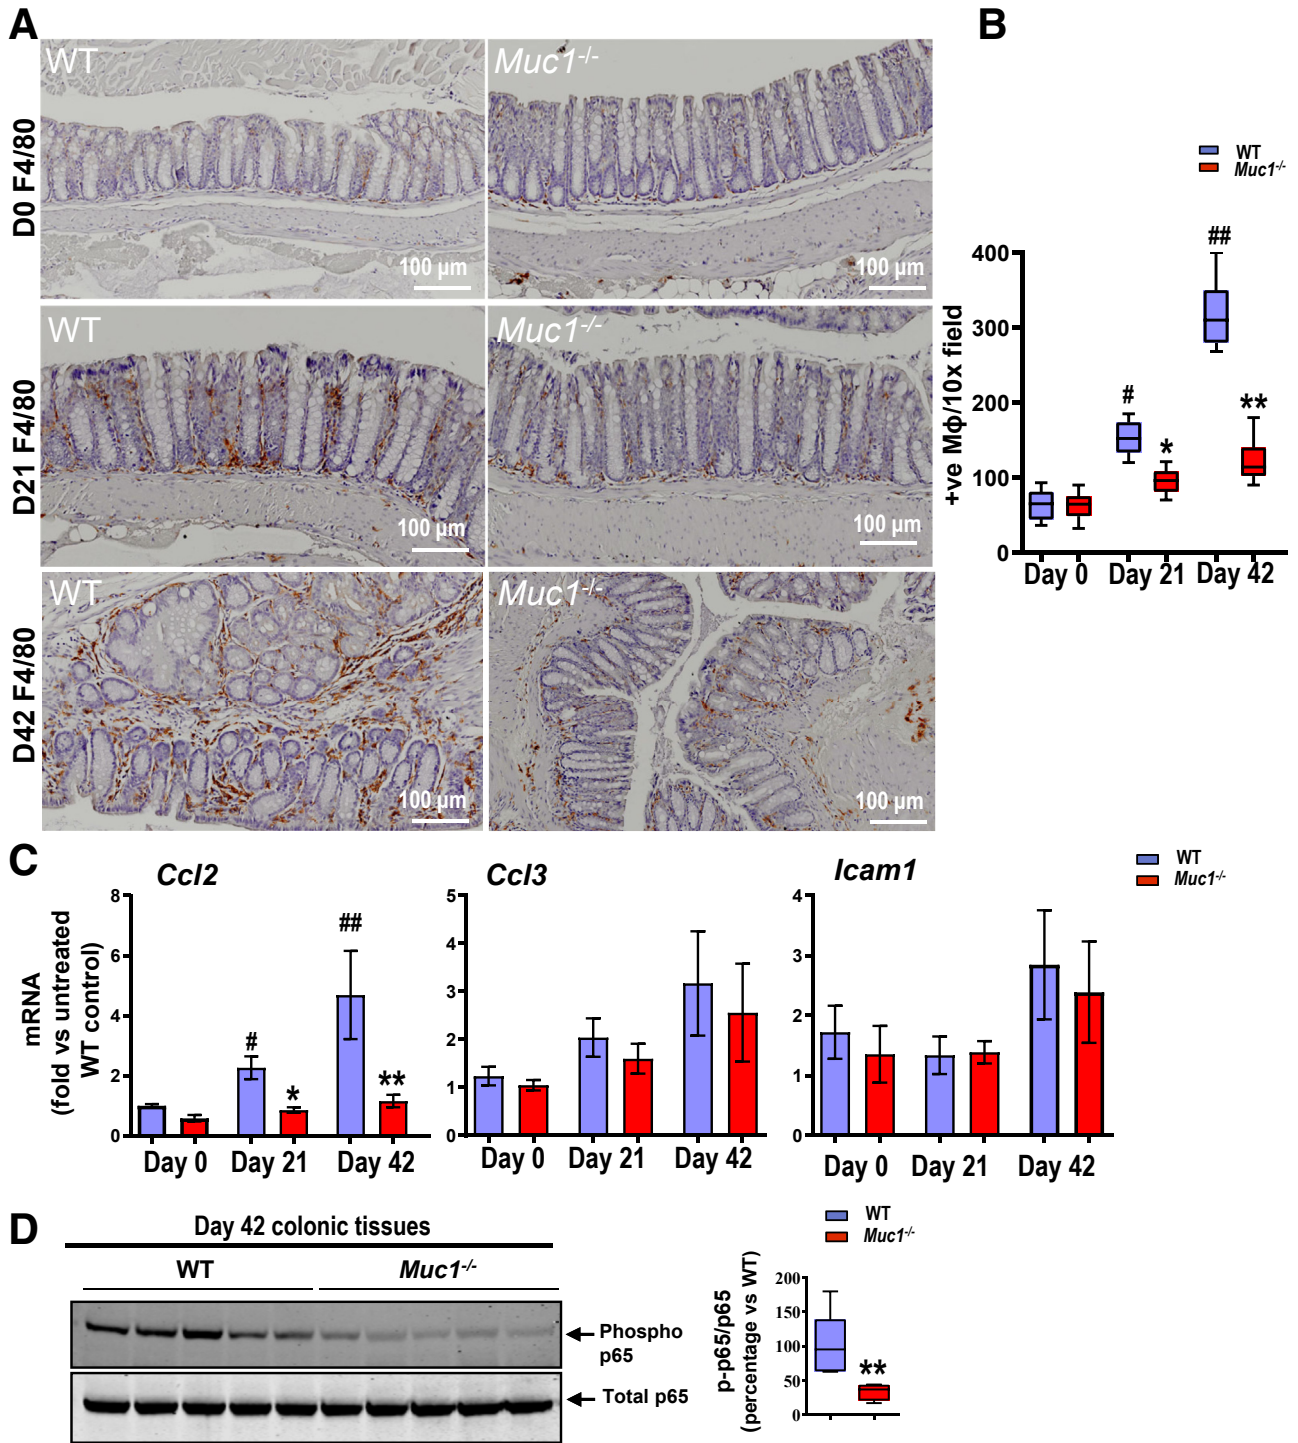 A
WT
Muc1-/-
D0 F4/80
100 µm
100 µm
WT
Muc1-/-
D21 F4/80
100 µm
100 µm
WT
Muc1-/-
D42 F4/80
100 µm
100 µm
B
WT
Muc1-/-
+ve Mϕ/10x field
400
300
200
100
0
#
*
##
**
Day 0
Day 21
Day 42
C
WT
Muc1-/-
mRNA
(fold vs untreated
WT control)
Ccl2
8
6
4
2
0
#
*
##
**
Day 0
Day 21
Day 42
Ccl3
5
4
3
2
1
0
Day 0
Day 21
Day 42
Icam1
4
3
2
1
0
Day 0
Day 21
Day 42
D
Day 42 colonic tissues
WT
Muc1-/-
Phospho
p65
Total p65
WT
Muc1-/-
p-p65/p65
(percentage vs WT)
200
150
100
50
0
**